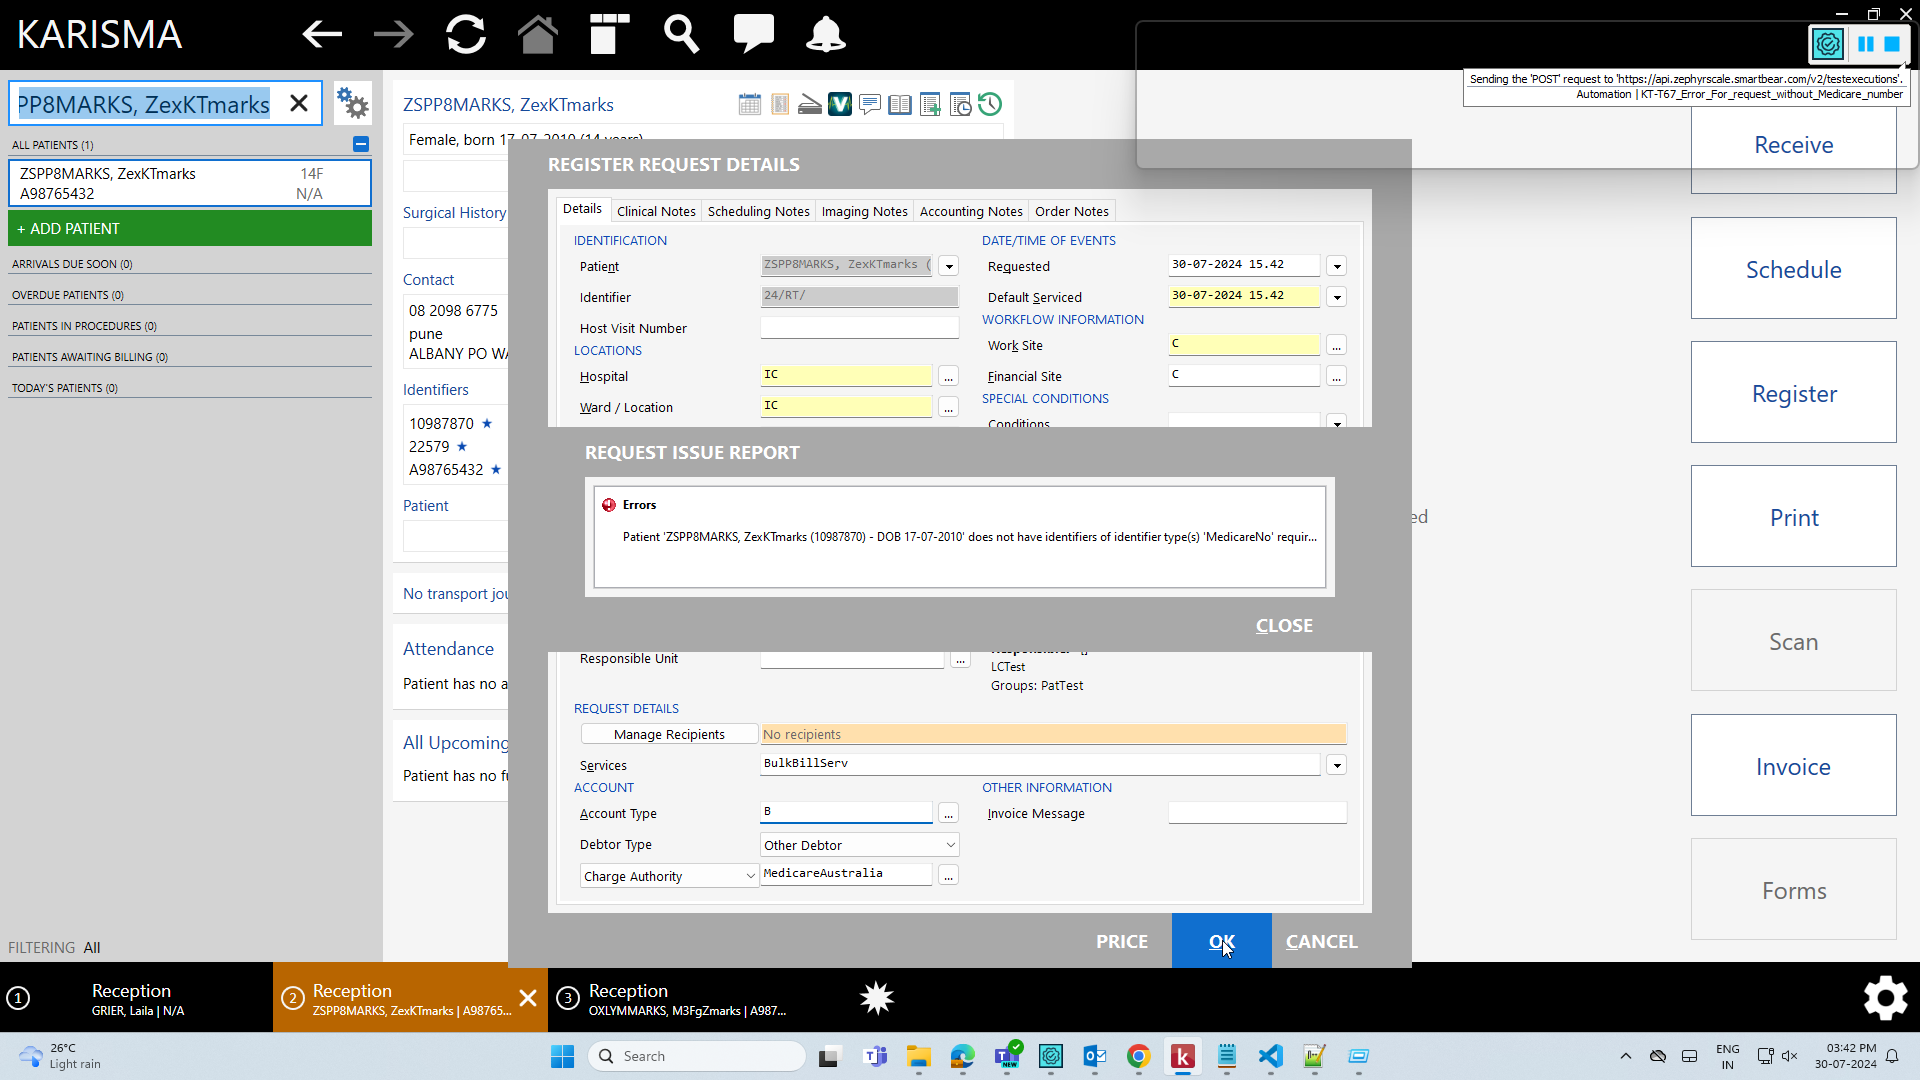 KARISMA
Sending the 'POST' request to 'https://api.zephyrscale.smartbear.com/v2/testexecutions'.
Automation | KT-T67_Error_For_request_without_Medicare_number
PP8MARKS, ZexKTmarks
ALL PATIENTS (1)
ZSPP8MARKS, ZexKTmarks 14F
A98765432 N/A
+ ADD PATIENT
ARRIVALS DUE SOON (0)
OVERDUE PATIENTS (0)
PATIENTS IN PROCEDURES (0)
PATIENTS AWAITING BILLING (0)
TODAY'S PATIENTS (0)
FILTERING All
ZSPP8MARKS, ZexKTmarks
Female, born 17-07-2010 (14 years)
Surgical History
Contact
08 2098 6775
pune
ALBANY PO WA
Identifiers
10987870 ★
22579 ★
A98765432 ★
Patient
No transport jou
Attendance
Patient has no a
All Upcoming
Patient has no fu
REGISTER REQUEST DETAILS
Details Clinical Notes Scheduling Notes Imaging Notes Accounting Notes Order Notes
IDENTIFICATION
Patient ZSPP8MARKS, ZexKTmarks (
Identifier 24/RT/
Host Visit Number
LOCATIONS
Hospital IC ...
Ward / Location IC ...
DATE/TIME OF EVENTS
Requested 30-07-2024 15.42
Default Serviced 30-07-2024 15.42
WORKFLOW INFORMATION
Work Site C ...
Financial Site C ...
SPECIAL CONDITIONS
Conditions
REQUEST ISSUE REPORT
Errors
Patient 'ZSPP8MARKS, ZexKTmarks (10987870) - DOB 17-07-2010' does not have identifiers of identifier type(s) 'MedicareNo' requir...
CLOSE
Responsible Unit ...
LCTest
Groups: PatTest
REQUEST DETAILS
Manage Recipients No recipients
Services BulkBillServ
ACCOUNT
Account Type B ...
Debtor Type Other Debtor
Charge Authority MedicareAustralia ...
OTHER INFORMATION
Invoice Message
PRICE OK CANCEL
ed
Receive
Schedule
Register
Print
Scan
Invoice
Forms
1 Reception
GRIER, Laila | N/A
2 Reception
ZSPP8MARKS, ZexKTmarks | A98765...
3 Reception
OXLYMMARKS, M3FgZmarks | A987...
26°C
Light rain
Search
NEW
ENG
IN
03:42 PM
30-07-2024